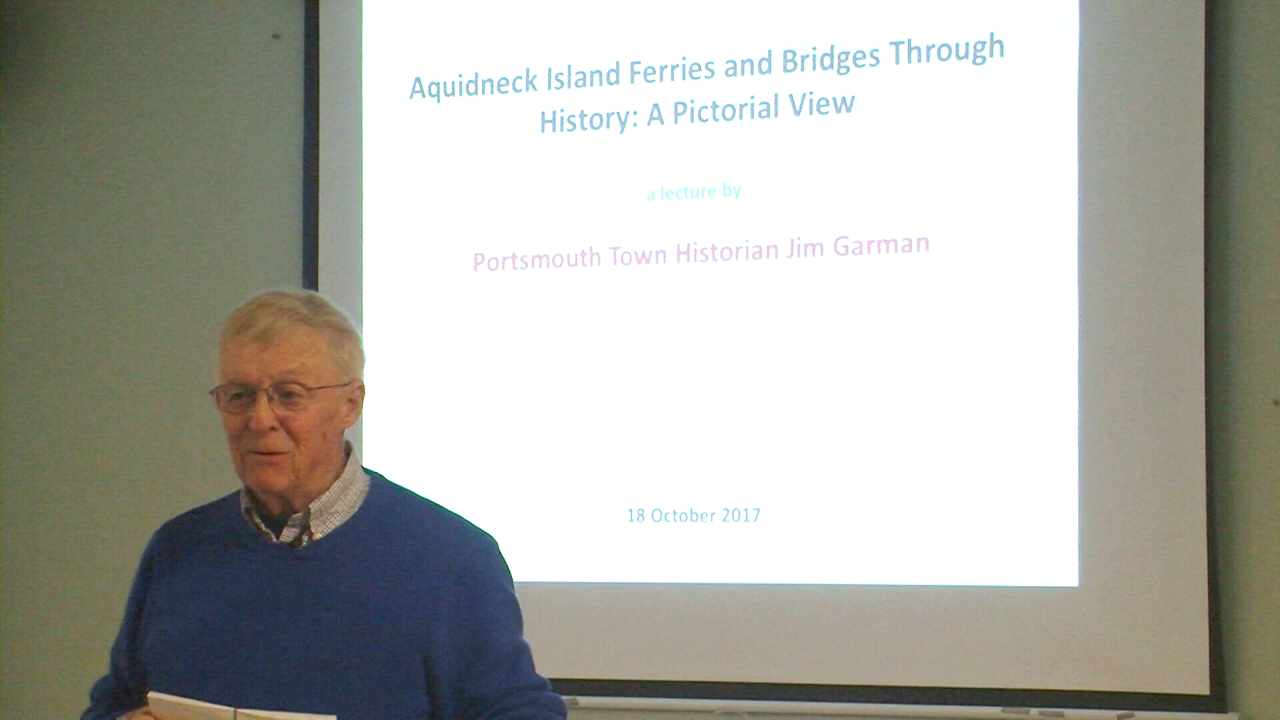 Aquidneck Island Ferries and Bridges Through
History: A Pictorial View
a lecture by
Portsmouth Town Historian Jim Garman
18 October 2017